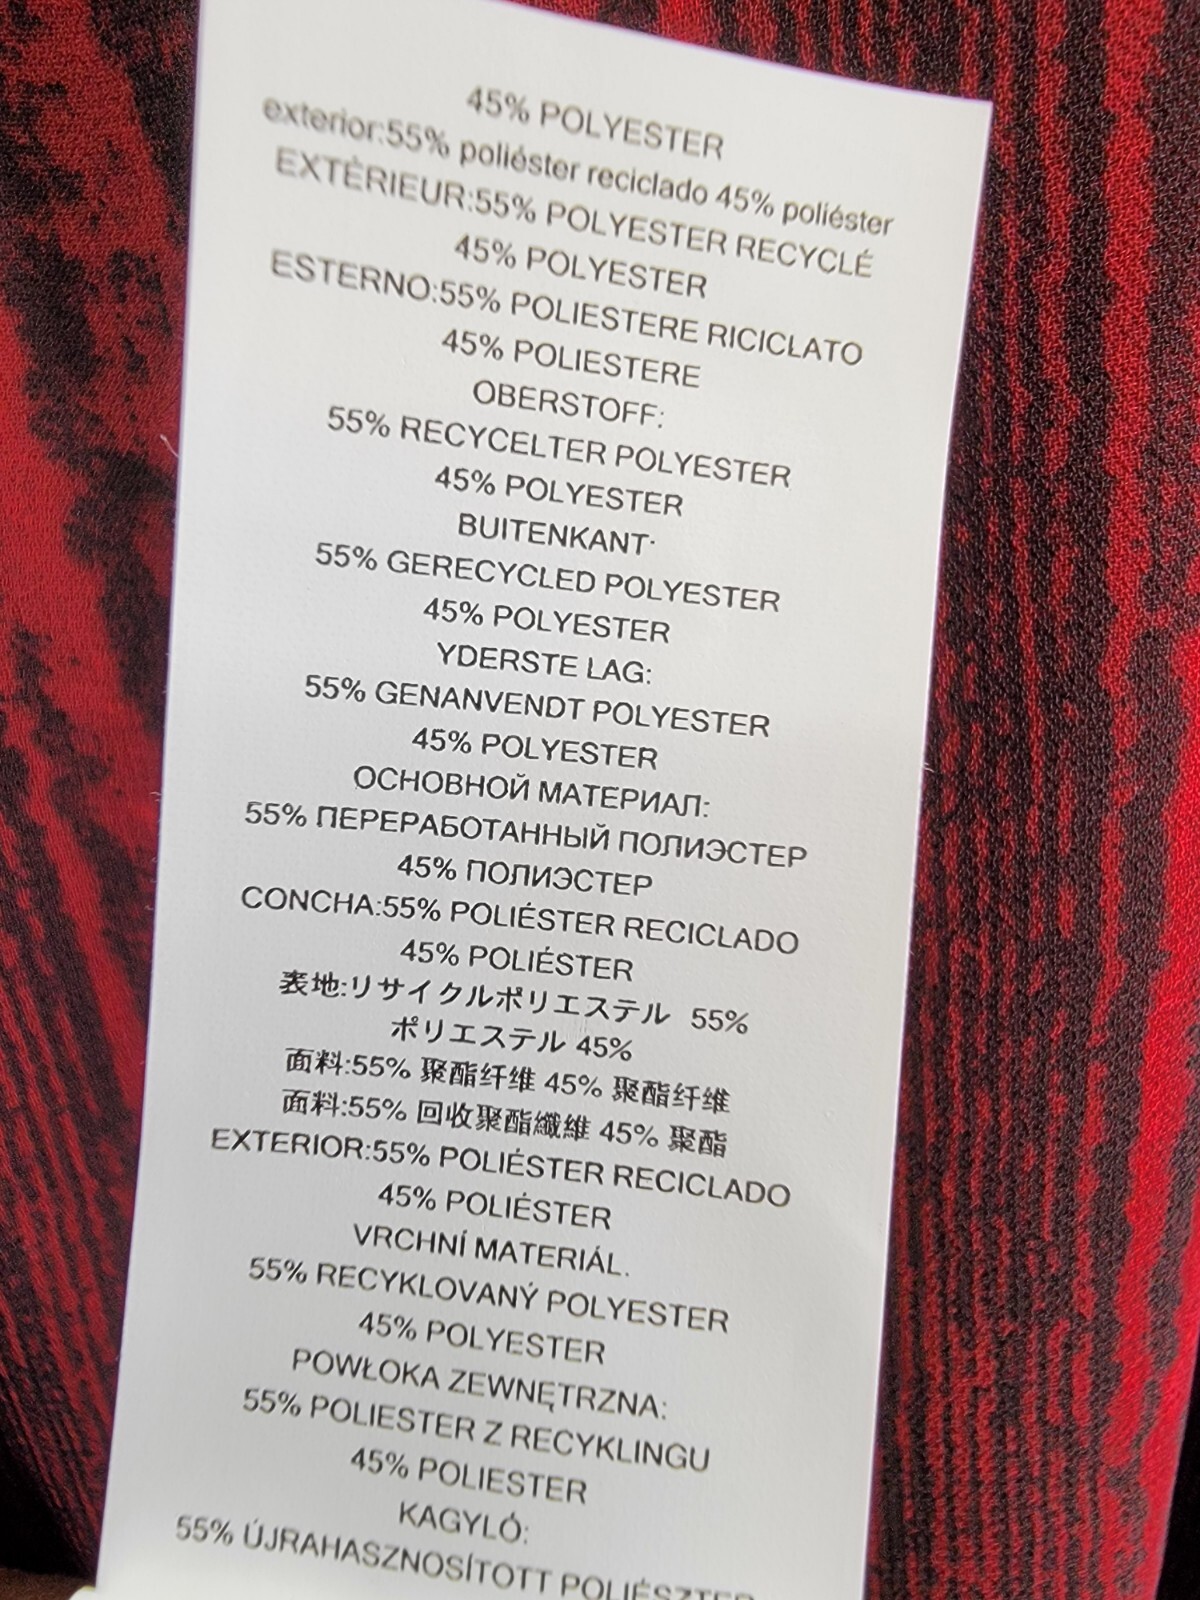 45% POLYESTER
exterior:55% poliéster reciclado 45% poliéster
EXTÉRIEUR:55% POLYESTER RECYCLÉ
45% POLYESTER
ESTERNO:55% POLIESTERE RICICLATO
45% POLIESTERE
OBERSTOFF:
55% RECYCELTER POLYESTER
45% POLYESTER
BUITENKANT:
55% GERECYCLED POLYESTER
45% POLYESTER
YDERSTE LAG:
55% GENANVENDT POLYESTER
45% POLYESTER
ОСНОВНОЙ МАТЕРИАЛ:
55% ПЕРЕРАБОТАННЫЙ ПОЛИЭСТЕР
45% ПОЛИЭСТЕР
CONCHA:55% POLIÉSTER RECICLADO
45% POLIÉSTER
表地:リサイクルポリエステル 55%
ポリエステル 45%
面料:55% 聚酯纤维 45% 聚酯纤维
面料:55% 回收聚酯纖維 45% 聚酯
EXTERIOR:55% POLIÉSTER RECICLADO
45% POLIÉSTER
VRCHNÍ MATERIÁL.
55% RECYKLOVANÝ POLYESTER
45% POLYESTER
POWŁOKA ZEWNĘTRZNA:
55% POLIESTER Z RECYKLINGU
45% POLIESTER
KAGYLÓ:
55% ÚJRAHASZNOSÍTOTT POLIÉSZTER